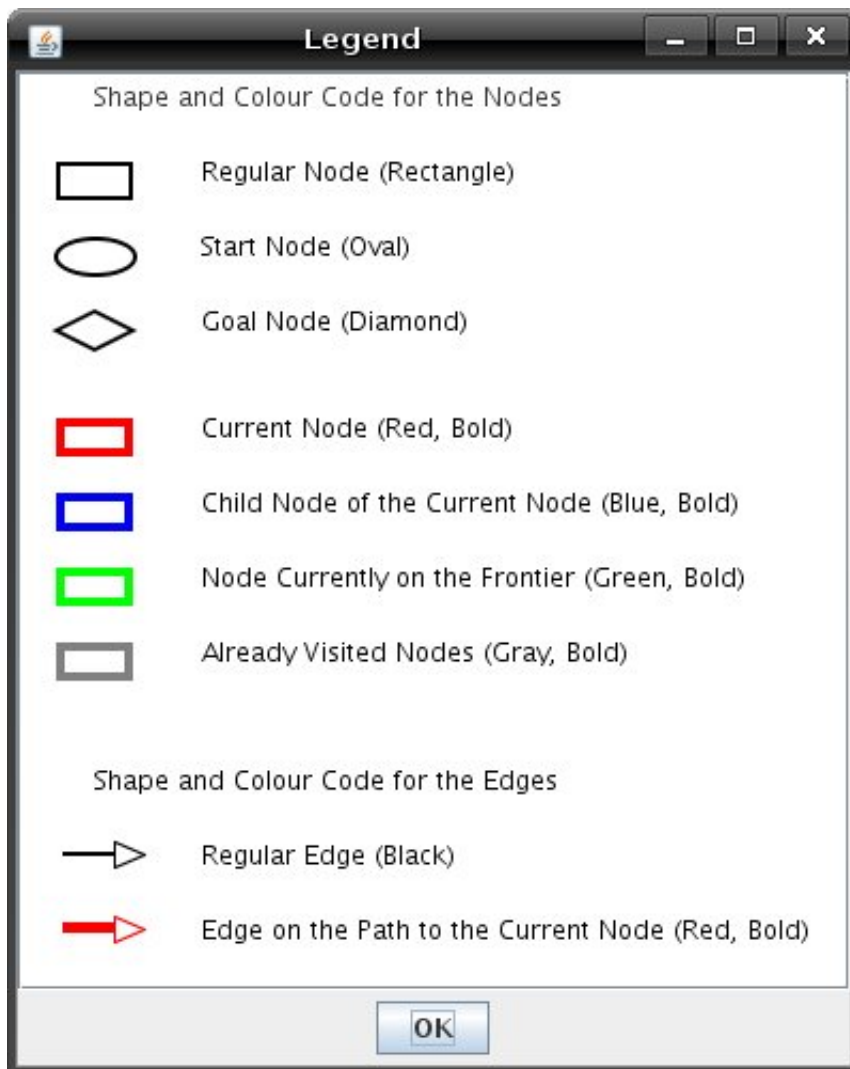 Legend
Shape and Colour Code for the Nodes
Regular Node (Rectangle)
Start Node (Oval)
Goal Node (Diamond)
Current Node (Red, Bold)
Child Node of the Current Node (Blue, Bold)
Node Currently on the Frontier (Green, Bold)
Already Visited Nodes (Gray, Bold)
Shape and Colour Code for the Edges
Regular Edge (Black)
Edge on the Path to the Current Node (Red, Bold)
OK